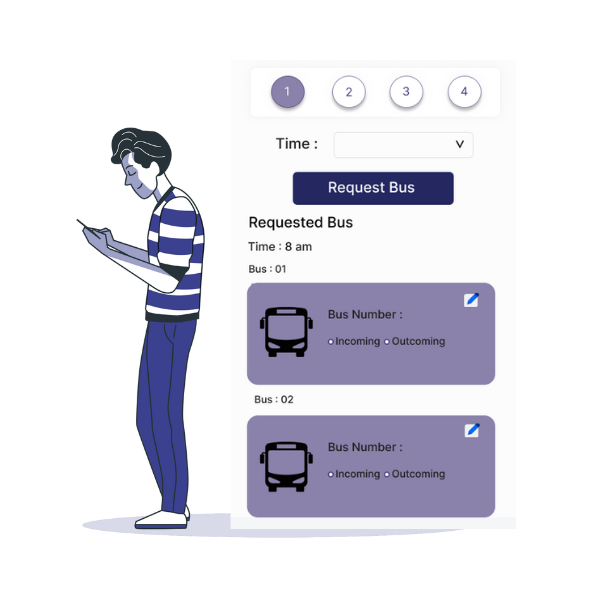 1 2 3 4
Time : V
Request Bus
Requested Bus
Time : 8 am
Bus : 01
Bus Number :
Incoming Outcoming
Bus : 02
Bus Number :
Incoming Outcoming